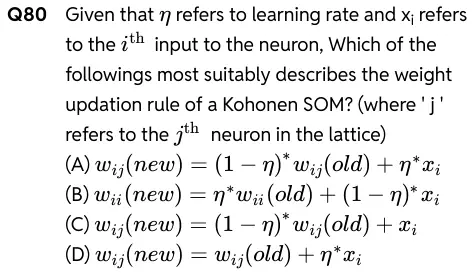 Q80 Given that η refers to learning rate and xᵢ refers
to the iᵗʰ input to the neuron, Which of the
followings most suitably describes the weight
updation rule of a Kohonen SOM? (where ' j '
refers to the jᵗʰ neuron in the lattice)
(A) wᵢⱼ(new) = (1 − η)*wᵢⱼ(old) + η*xᵢ
(B) wᵢᵢ(new) = η*wᵢᵢ(old) + (1 − η)*xᵢ
(C) wᵢⱼ(new) = (1 − η)*wᵢⱼ(old) + xᵢ
(D) wᵢⱼ(new) = wᵢⱼ(old) + η*xᵢ